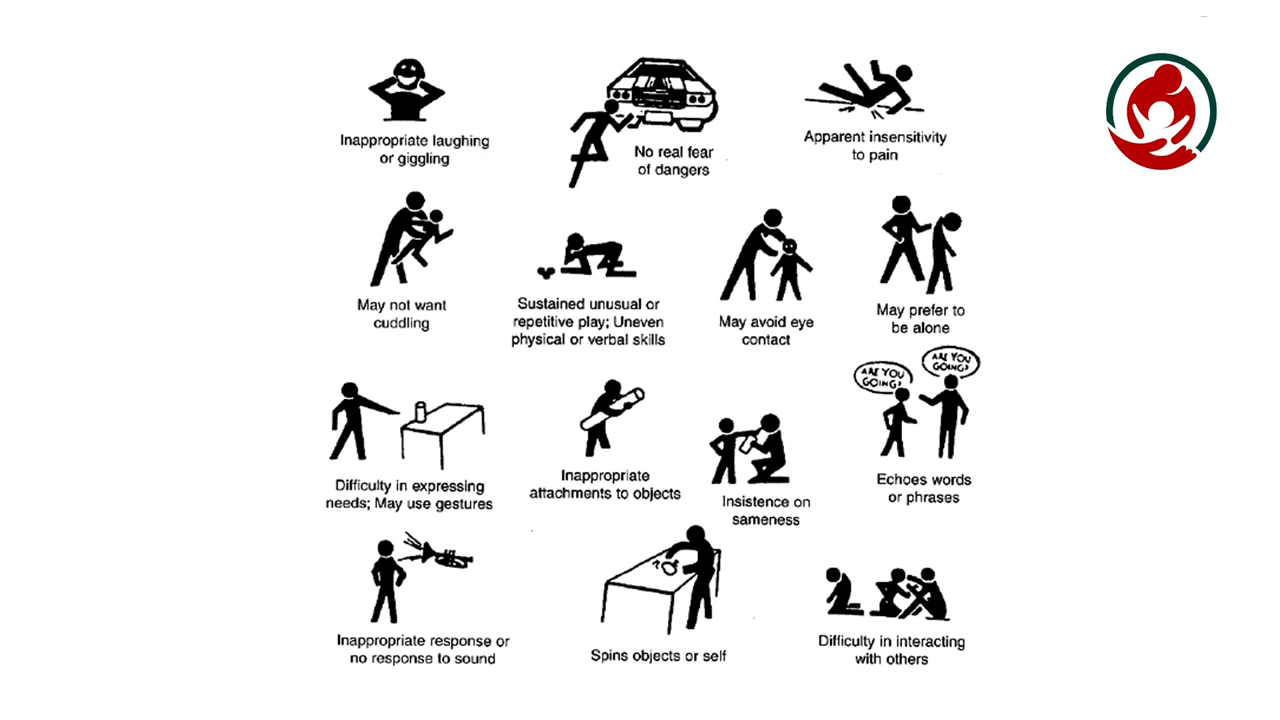 Inappropriate laughing
or giggling
No real fear
of dangers
Apparent insensitivity
to pain
May not want
cuddling
Sustained unusual or
repetitive play; Uneven
physical or verbal skills
May avoid eye
contact
May prefer to
be alone
Difficulty in expressing
needs; May use gestures
Inappropriate
attachments to objects
Insistence on
sameness
ARE YOU
GOING?
ARE YOU
GOING?
Echoes words
or phrases
Inappropriate response or
no response to sound
Spins objects or self
Difficulty in interacting
with others